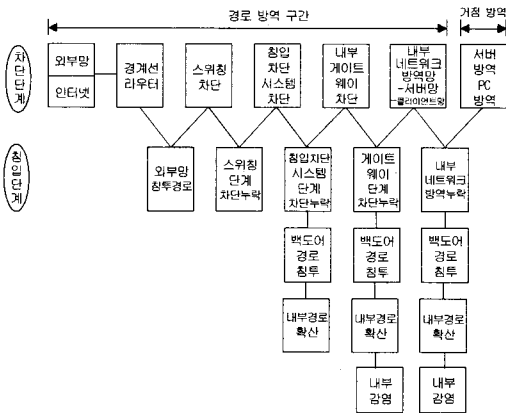 경로 방역 구간
거점 방역
차단단계
외부망
인터넷
경계선
라우터
스위칭
차단
침입
차단
시스템
차단
내부
게이트
웨이
차단
내부
네트워크
방역망
-서버망
-클라이언트망
서버
방역
PC
방역
침입단계
외부망
침투경로
스위칭
단계
차단누락
침입차단
시스템
단계
차단누락
게이트
웨이
단계
차단누락
내부
네트워크
방역누락
백도어
경로
침투
백도어
경로
침투
백도어
경로
침투
내부경로
확산
내부경로
확산
내부경로
확산
내부
감영
내부
감영